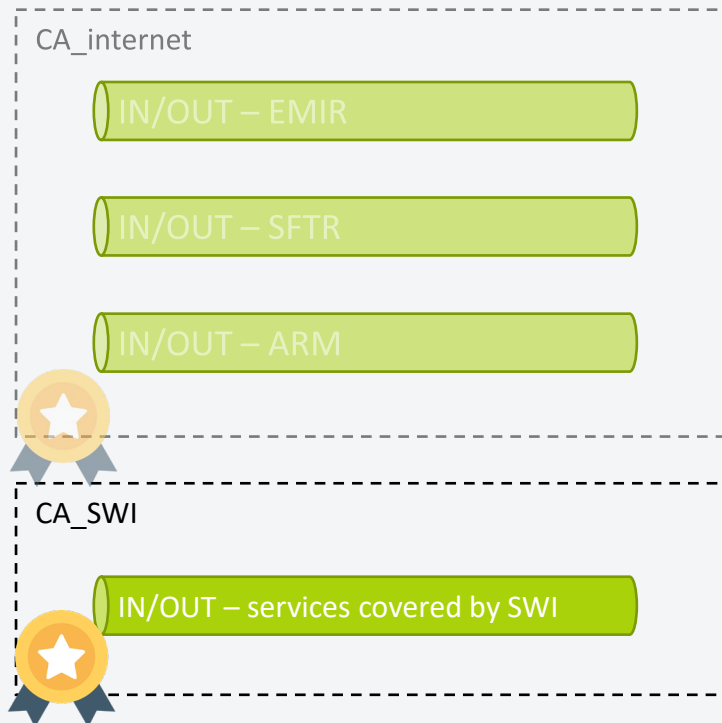 CA_internet
IN/OUT – EMIR
IN/OUT – SFTR
IN/OUT – ARM
CA_SWI
IN/OUT – services covered by SWI